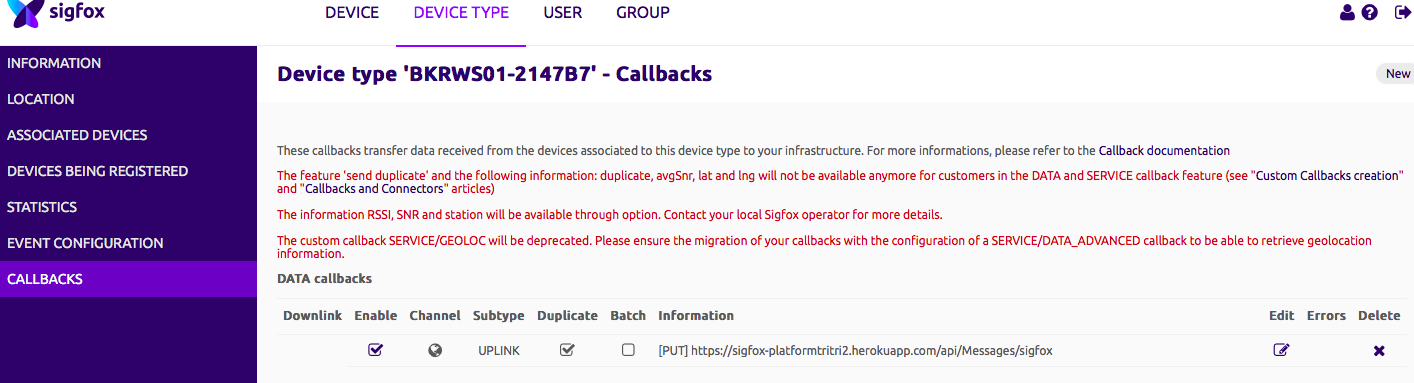 sigfox
DEVICE DEVICE TYPE USER GROUP
INFORMATION
LOCATION
ASSOCIATED DEVICES
DEVICES BEING REGISTERED
STATISTICS
EVENT CONFIGURATION
CALLBACKS
Device type 'BKRWS01-2147B7' - Callbacks
New
These callbacks transfer data received from the devices associated to this device type to your infrastructure. For more informations, please refer to the Callback documentation
The feature 'send duplicate' and the following information: duplicate, avgSnr, lat and lng will not be available anymore for customers in the DATA and SERVICE callback feature (see "Custom Callbacks creation"
and "Callbacks and Connectors" articles)
The information RSSI, SNR and station will be available through option. Contact your local Sigfox operator for more details.
The custom callback SERVICE/GEOLOC will be deprecated. Please ensure the migration of your callbacks with the configuration of a SERVICE/DATA_ADVANCED callback to be able to retrieve geolocation
information.
DATA callbacks
Downlink Enable Channel Subtype Duplicate Batch Information Edit Errors Delete
UPLINK [PUT] https://sigfox-platformtritri2.herokuapp.com/api/Messages/sigfox